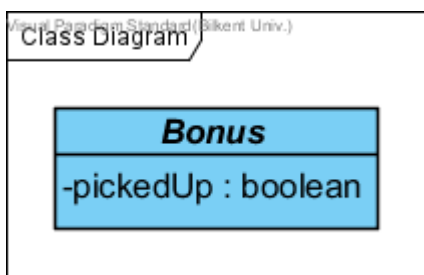 Visual Paradigm Standard(Bilkent Univ.)
Class Diagram
Bonus
-pickedUp : boolean